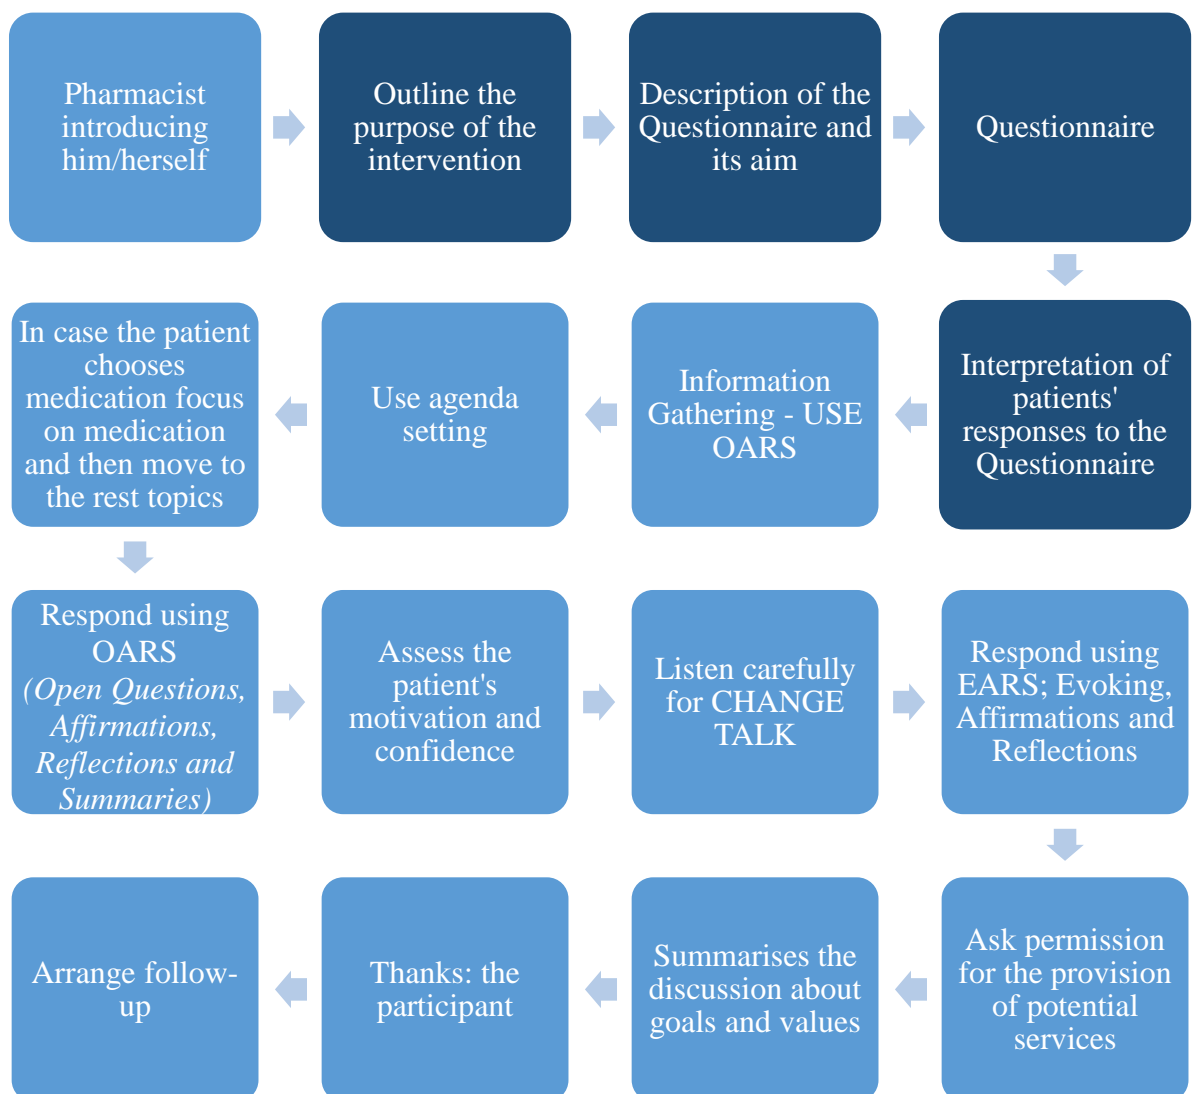 Pharmacist
introducing
him/herself
Outline the
purpose of the
intervention
Description of the
Questionnaire and
its aim
Questionnaire
Interpretation of
patients'
responses to the
Questionnaire
Information
Gathering - USE
OARS
Use agenda
setting
In case the patient
chooses
medication focus
on medication
and then move to
the rest topics
Respond using
OARS
(Open Questions,
Affirmations,
Reflections and
Summaries)
Assess the
patient's
motivation and
confidence
Listen carefully
for CHANGE
TALK
Respond using
EARS; Evoking,
Affirmations and
Reflections
Ask permission
for the provision
of potential
services
Summarises the
discussion about
goals and values
Thanks: the
participant
Arrange follow-
up